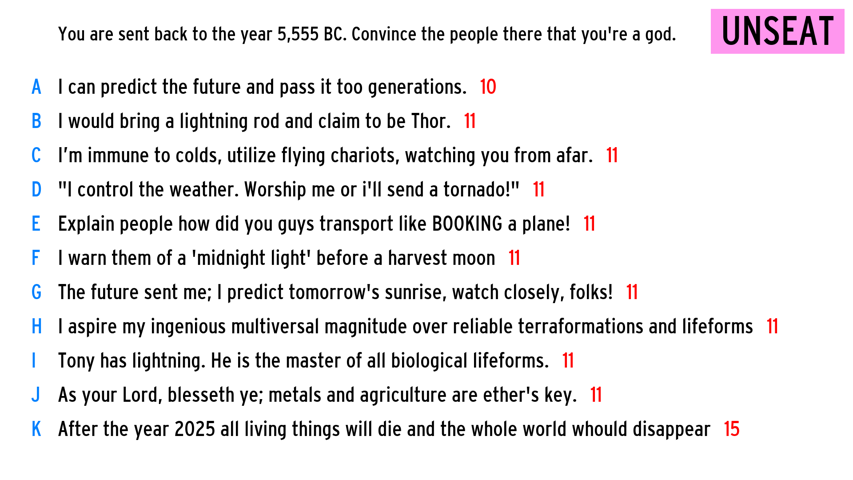 You are sent back to the year 5,555 BC. Convince the people there that you're a god.
UNSEAT
A I can predict the future and pass it too generations. 10
B I would bring a lightning rod and claim to be Thor. 11
C I'm immune to colds, utilize flying chariots, watching you from afar. 11
D "I control the weather. Worship me or i'll send a tornado!" 11
E Explain people how did you guys transport like BOOKING a plane! 11
F I warn them of a 'midnight light' before a harvest moon 11
G The future sent me; I predict tomorrow's sunrise, watch closely, folks! 11
H I aspire my ingenious multiversal magnitude over reliable terraformations and lifeforms 11
I Tony has lightning. He is the master of all biological lifeforms. 11
J As your Lord, blesseth ye; metals and agriculture are ether's key. 11
K After the year 2025 all living things will die and the whole world whould disappear 15